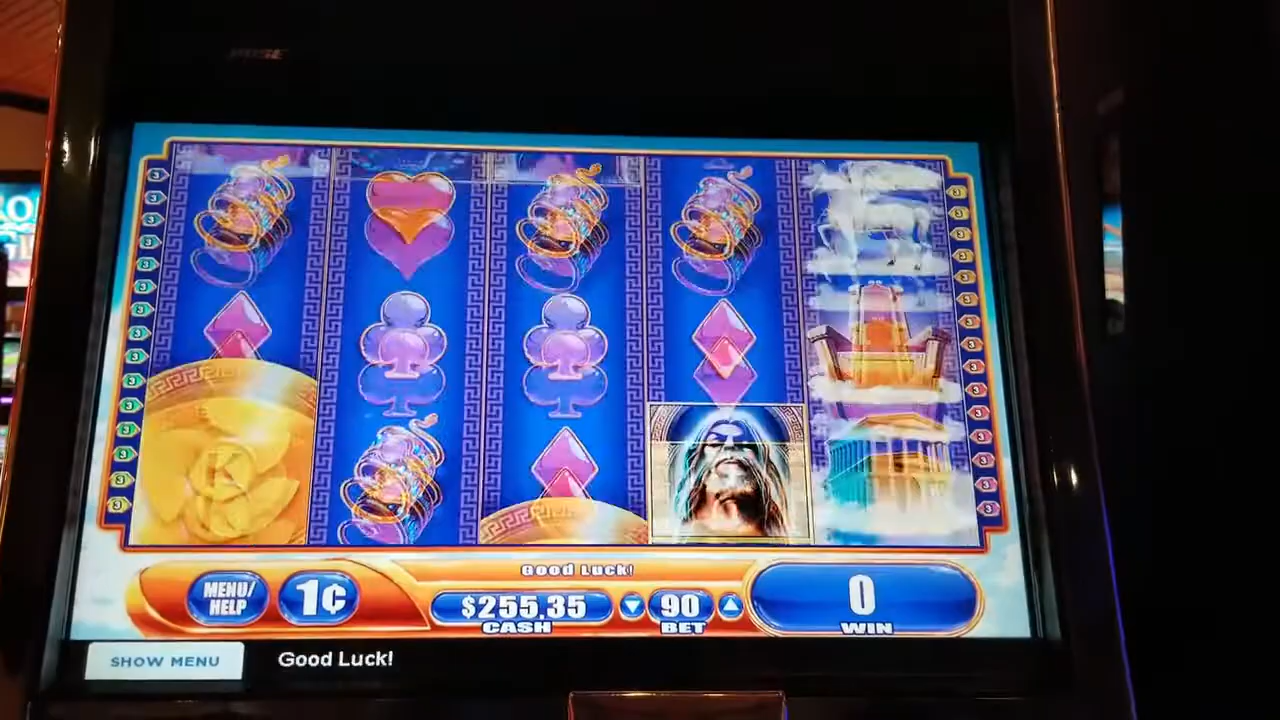 Good Luck!
MENU/
HELP
1¢
$255.35
CASH
90
BET
0
WIN
SHOW MENU
Good Luck!